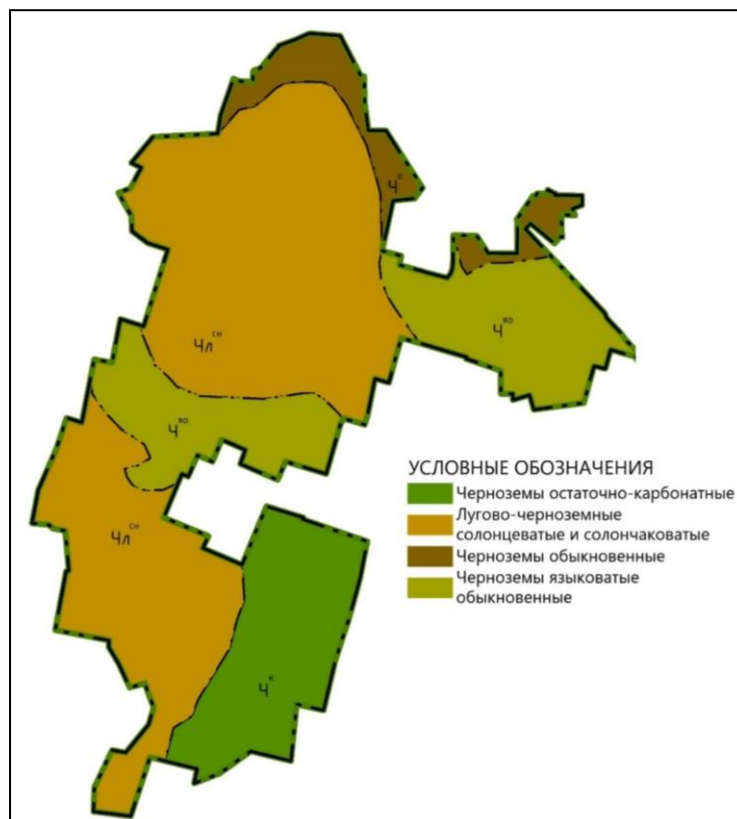 Ч⁰
Ч^яо
Чл^сн
Ч^яо
Чл^сн
Ч^к
УСЛОВНЫЕ ОБОЗНАЧЕНИЯ
Черноземы остаточно-карбонатные
Лугово-черноземные
солонцеватые и солончаковатые
Черноземы обыкновенные
Черноземы языковатые
обыкновенные